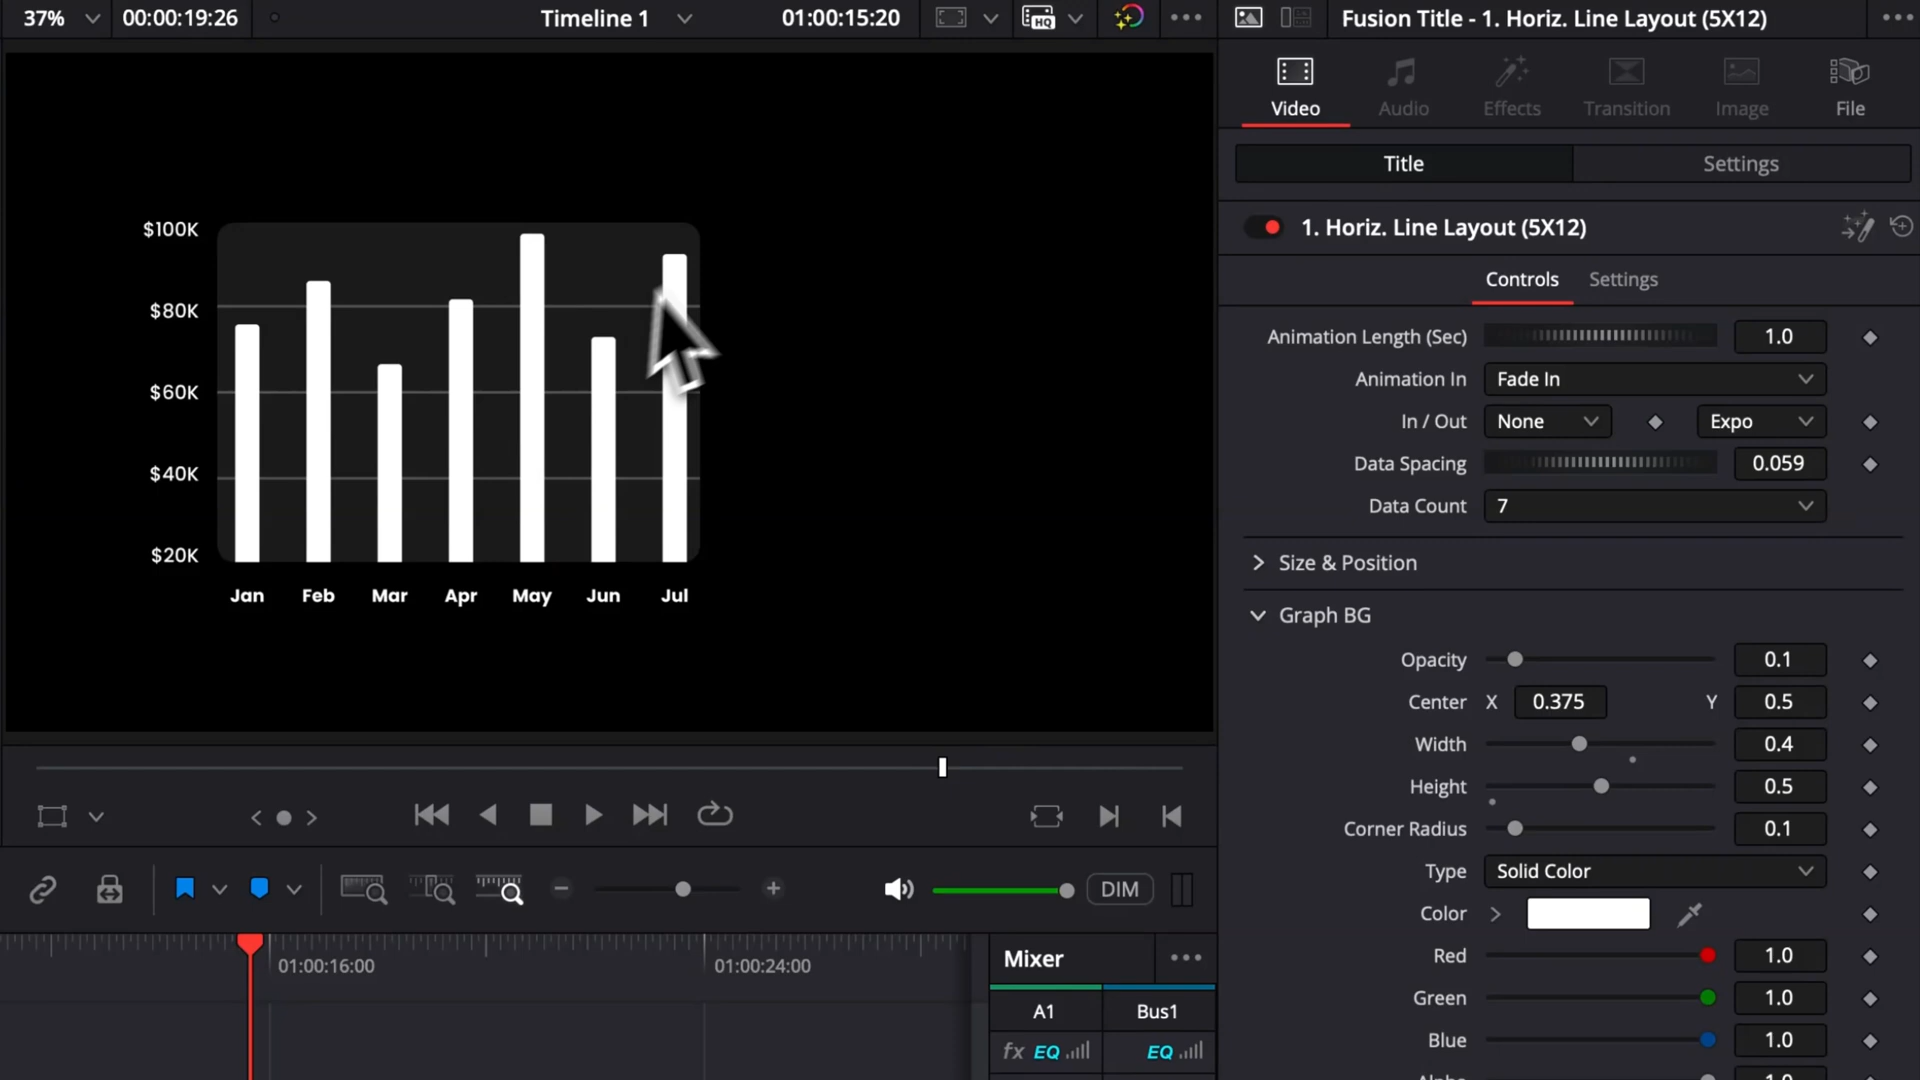 37%
00:00:19:26
Timeline 1
01:00:15:20
HQ
Fusion Title - 1. Horiz. Line Layout (5X12)
Video
Audio
Effects
Transition
Image
File
Title
Settings
1. Horiz. Line Layout (5X12)
Controls
Settings
Animation Length (Sec)
1.0
Animation In
Fade In
In / Out
None
Expo
Data Spacing
0.059
Data Count
7
Size & Position
Graph BG
Opacity
0.1
Center
X
0.375
Y
0.5
Width
0.4
Height
0.5
Corner Radius
0.1
Type
Solid Color
Color
Red
1.0
Green
1.0
Blue
1.0
$100K
$80K
$60K
$40K
$20K
Jan Feb Mar Apr May Jun Jul
DIM
01:00:16:00
01:00:24:00
Mixer
A1
Bus1
fx EQ
EQ